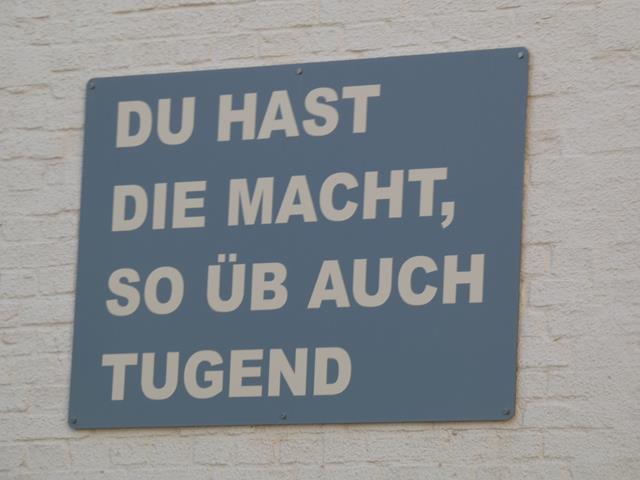 DU HAST
DIE MACHT,
SO ÜB AUCH
TUGEND